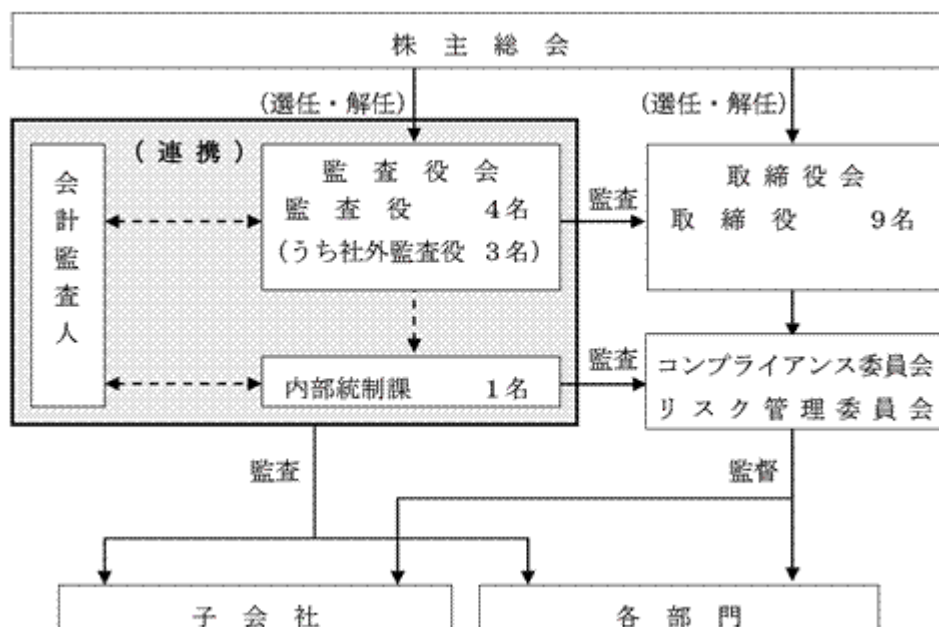 株主総会
(選任・解任)
(選任・解任)
(連携)
会計監査人
監査役会
監査役 4名
(うち社外監査役 3名)
監査
取締役会
取締役 9名
内部統制課 1名
監査
コンプライアンス委員会
リスク管理委員会
監査
監督
子会社
各部門